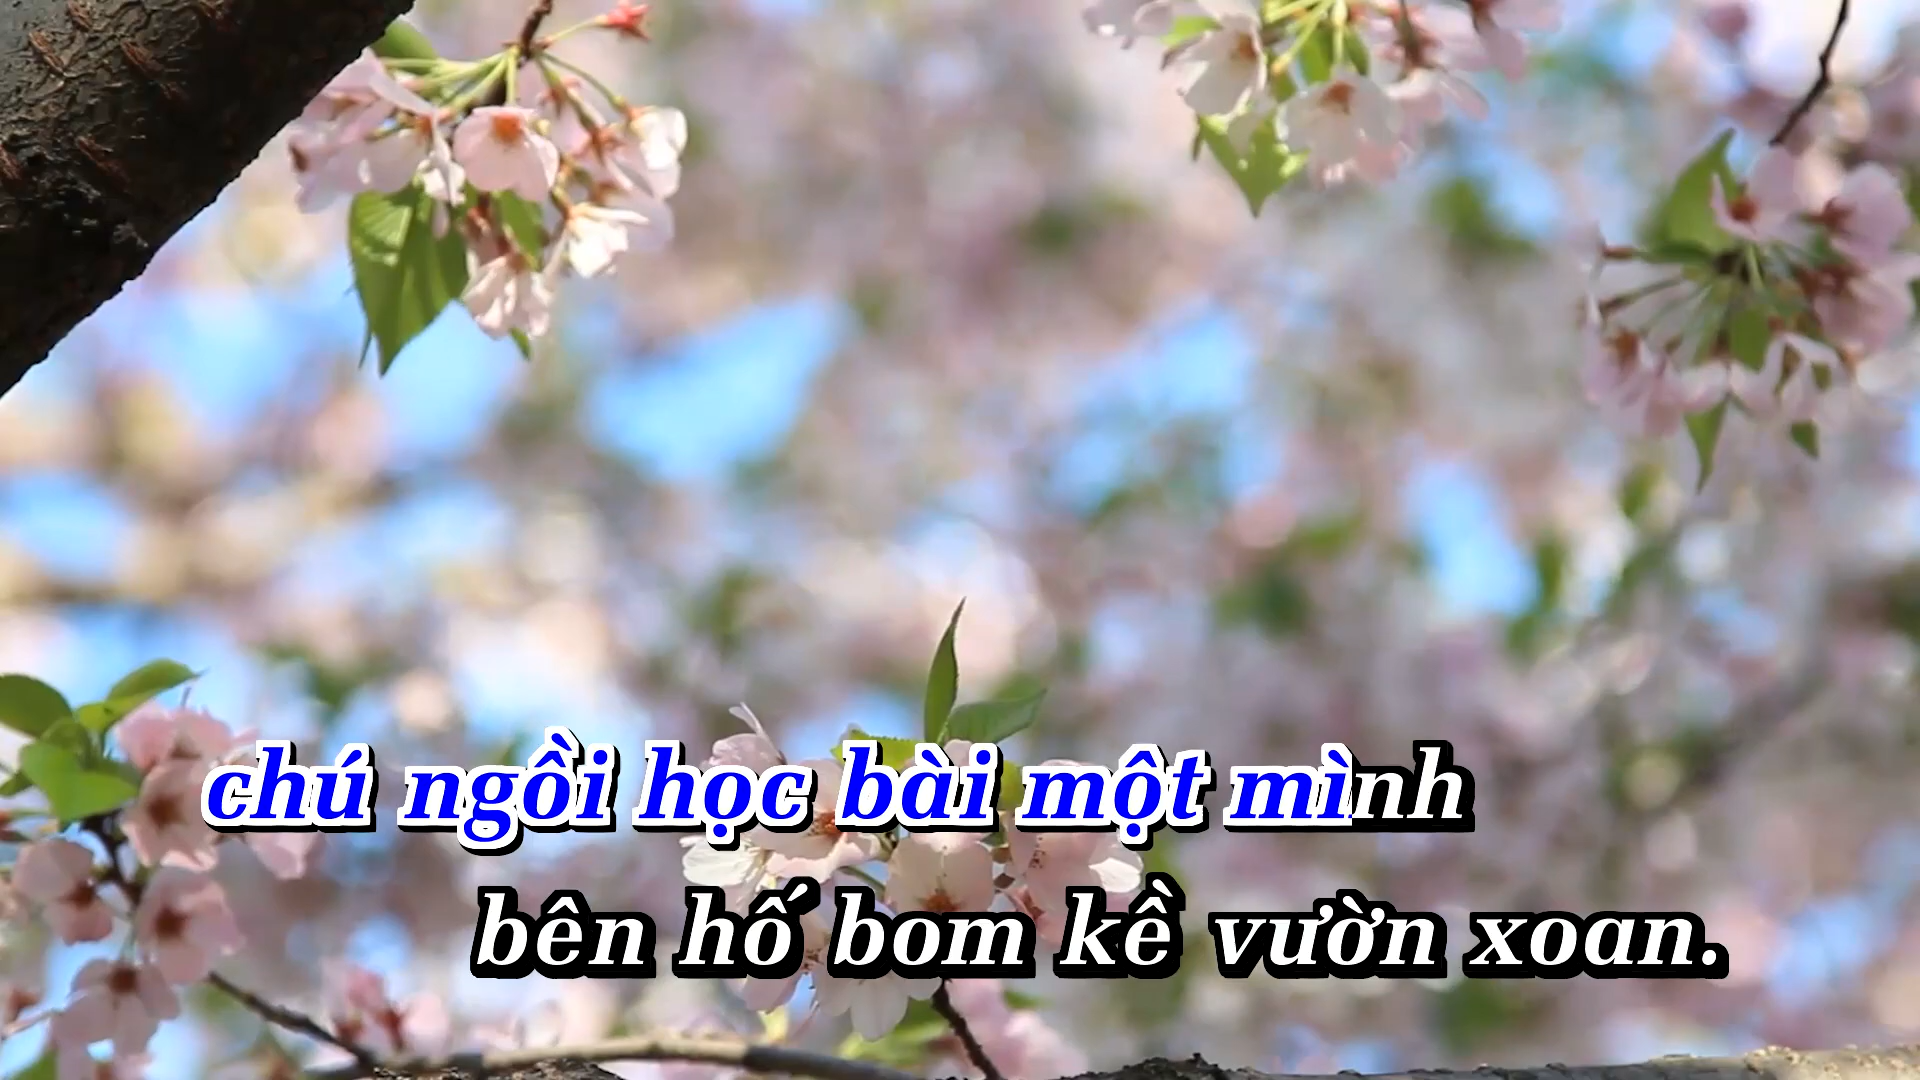 chú ngồi học bài một mình
bên hố bom kề vườn xoan.